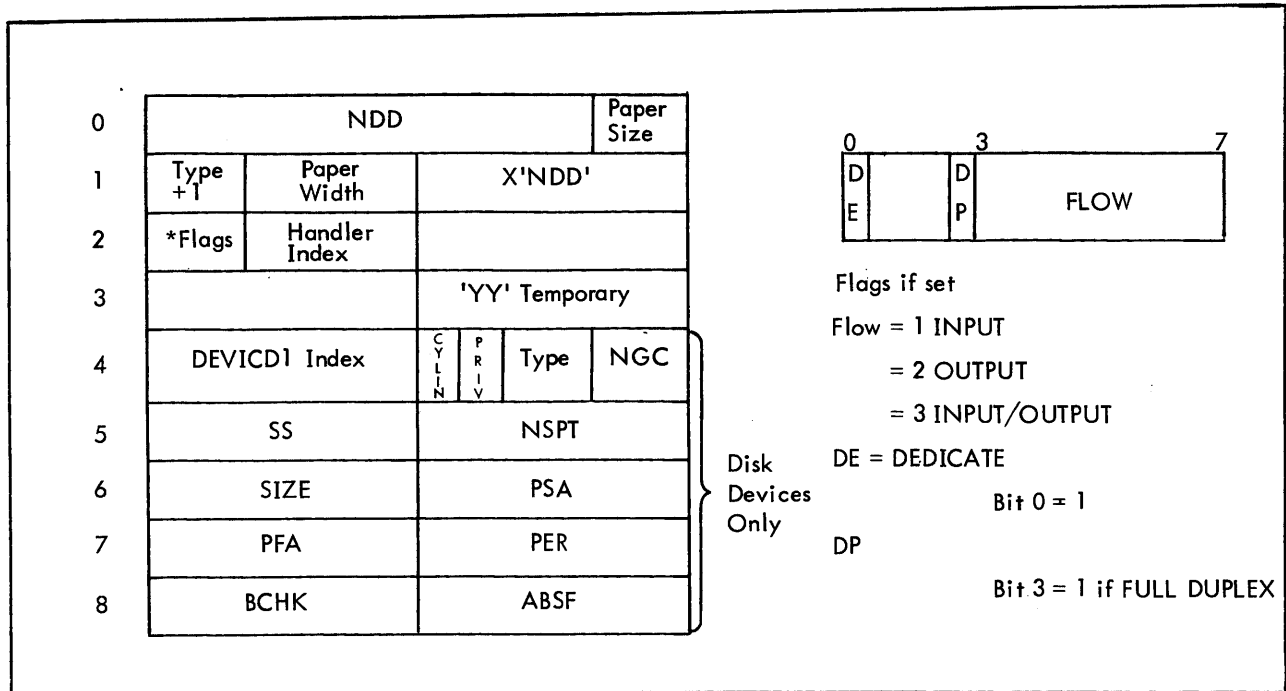 0 NDD Paper Size
1 Type +1 Paper Width X'NDD'
2 *Flags Handler Index
3 'YY' Temporary
4 DEVICD1 Index CYLIN PRIV Type NGC
5 SS NSPT
6 SIZE PSA
7 PFA PER
8 BCHK ABSF
Disk
Devices
Only
0 3 7
DE DP FLOW
Flags if set
Flow = 1 INPUT
= 2 OUTPUT
= 3 INPUT/OUTPUT
DE = DEDICATE
Bit 0 = 1
DP
Bit 3 = 1 if FULL DUPLEX